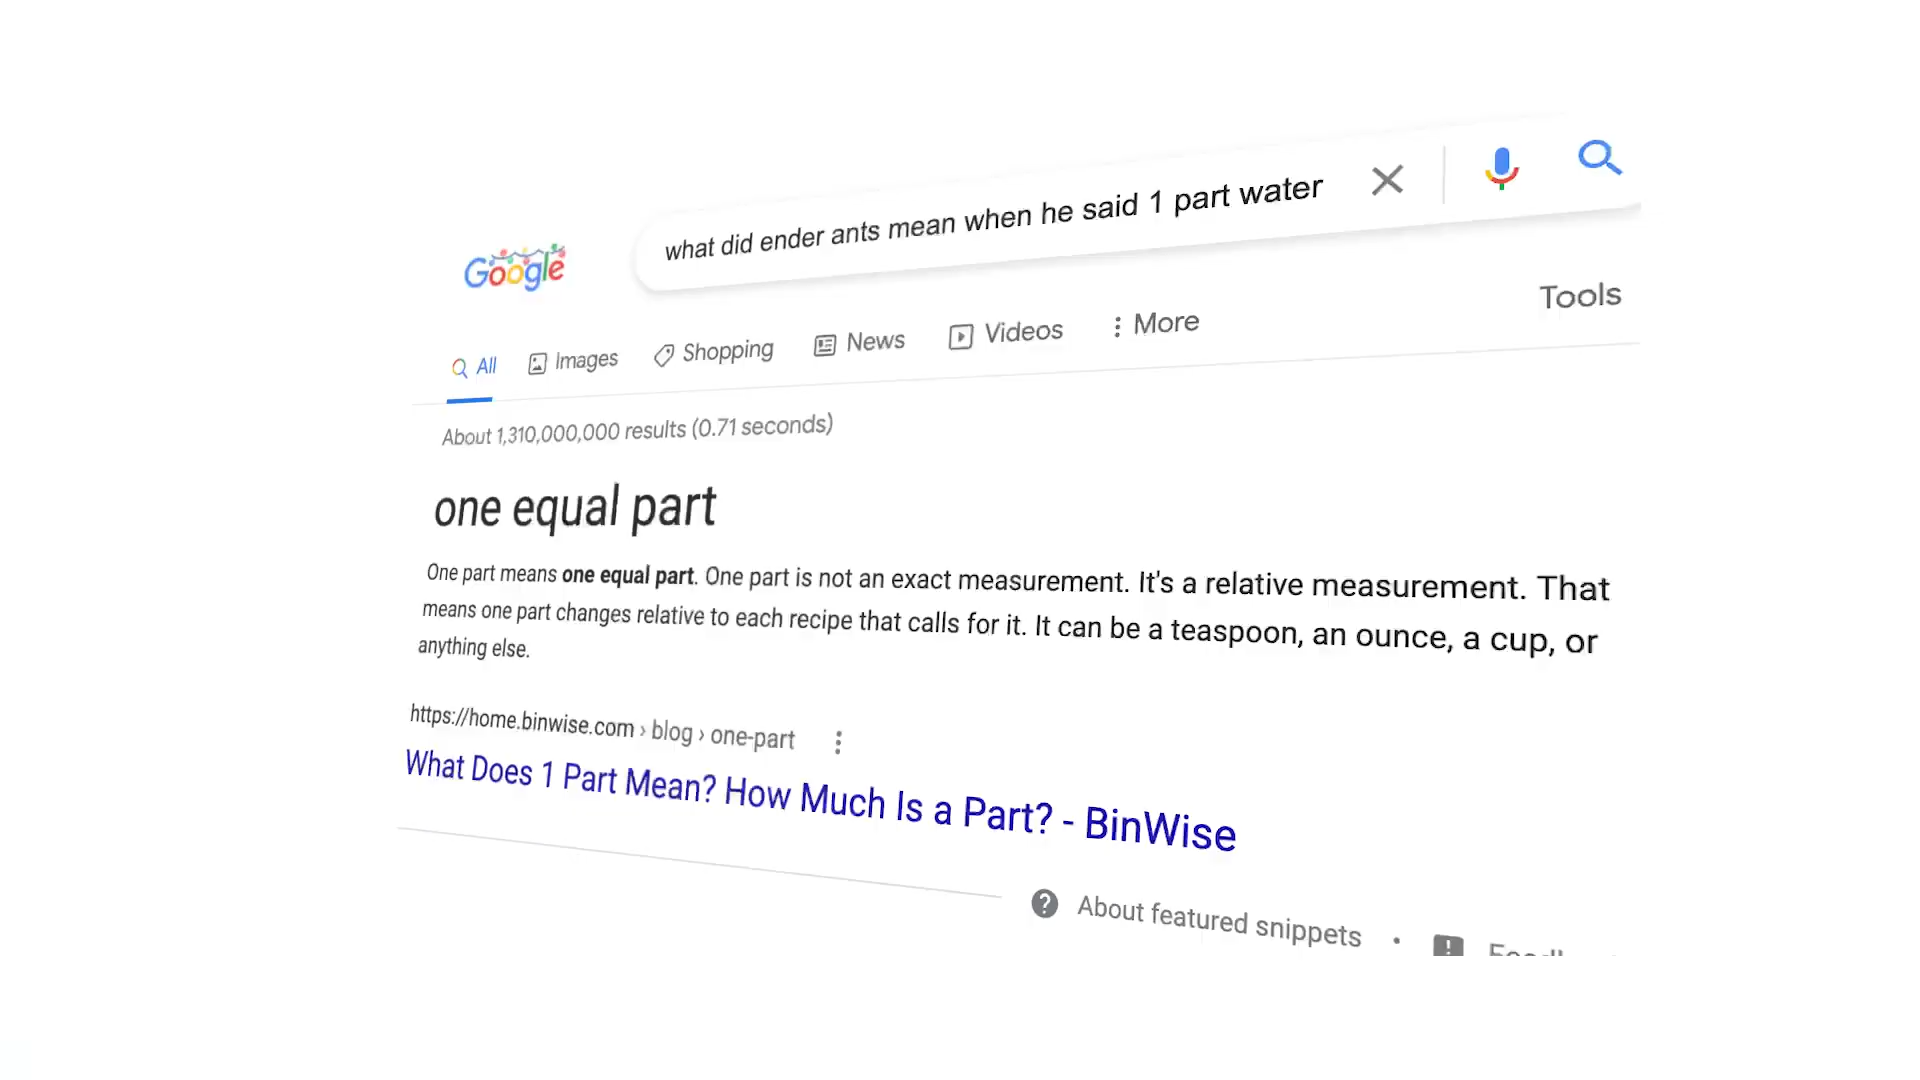 Google
what did ender ants mean when he said 1 part water
All Images Shopping News Videos More Tools
About 1,310,000,000 results (0.71 seconds)
one equal part
One part means one equal part. One part is not an exact measurement. It's a relative measurement. That
means one part changes relative to each recipe that calls for it. It can be a teaspoon, an ounce, a cup, or
anything else.
https://home.binwise.com › blog › one-part
What Does 1 Part Mean? How Much Is a Part? - BinWise
About featured snippets •